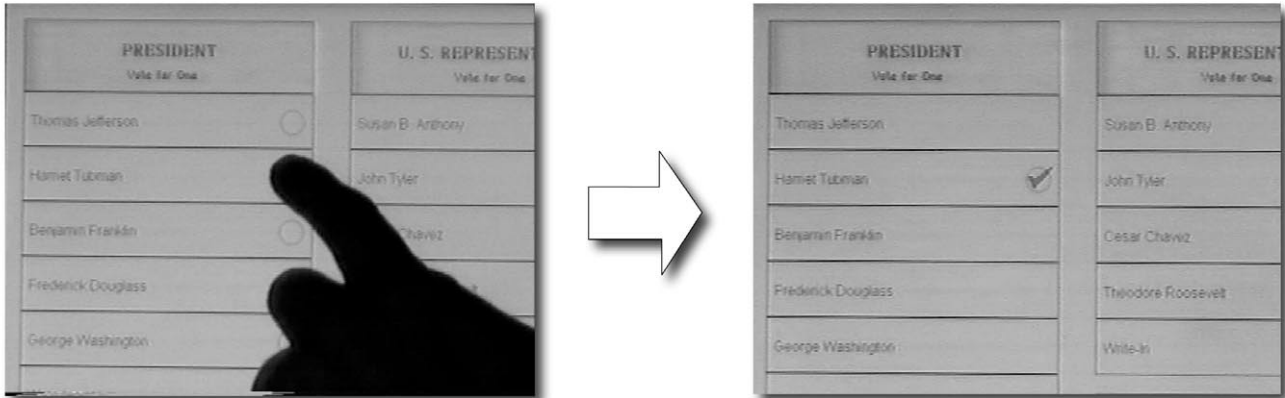 PRESIDENT
Vote for One
Thomas Jefferson
Harriet Tubman
Benjamin Franklin
Frederick Douglass
George Washington
U. S. REPRESENT
Vote for One
Susan B. Anthony
John Tyler
Chavez
PRESIDENT
Vote for One
Thomas Jefferson
Harriet Tubman
Benjamin Franklin
Frederick Douglass
George Washington
U. S. REPRESENT
Vote for One
Susan B. Anthony
John Tyler
Cesar Chavez
Theodore Roosevelt
Write-In